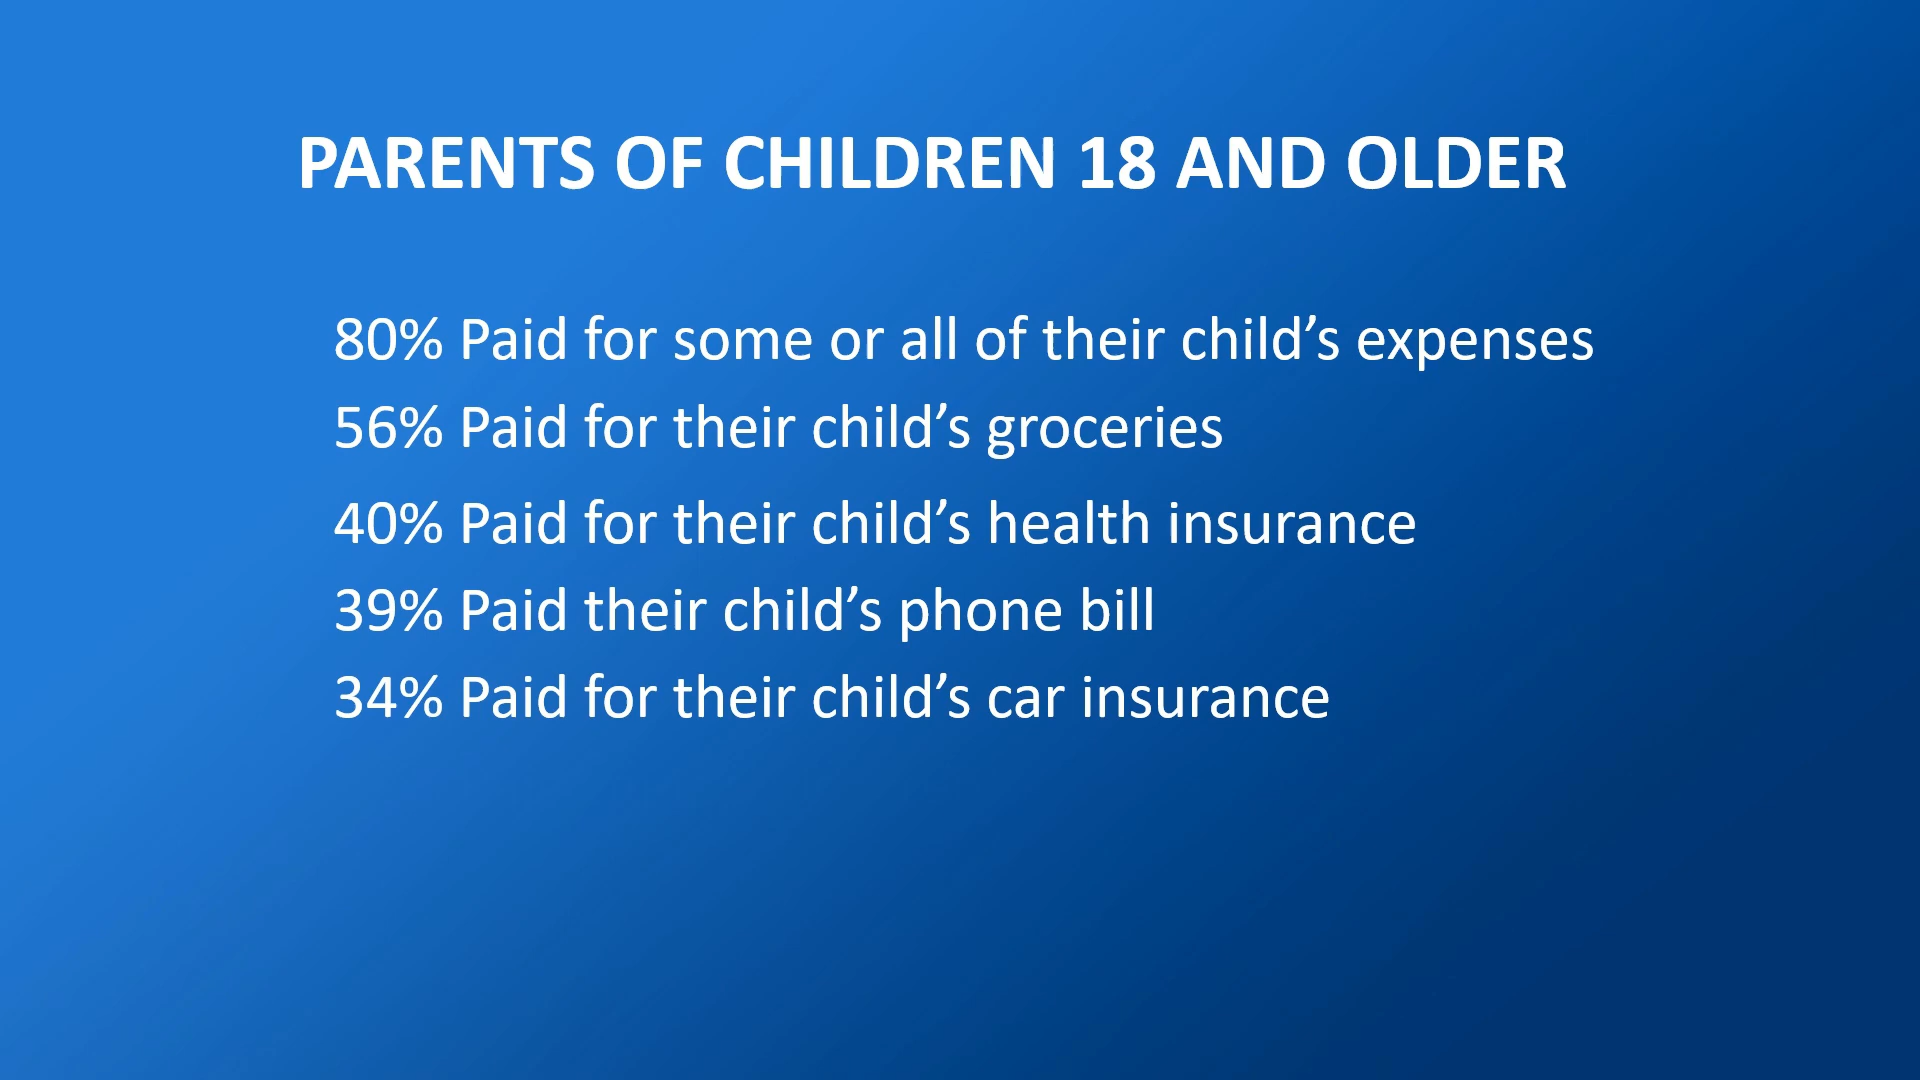 PARENTS OF CHILDREN 18 AND OLDER
80% Paid for some or all of their child’s expenses
56% Paid for their child’s groceries
40% Paid for their child’s health insurance
39% Paid their child’s phone bill
34% Paid for their child’s car insurance